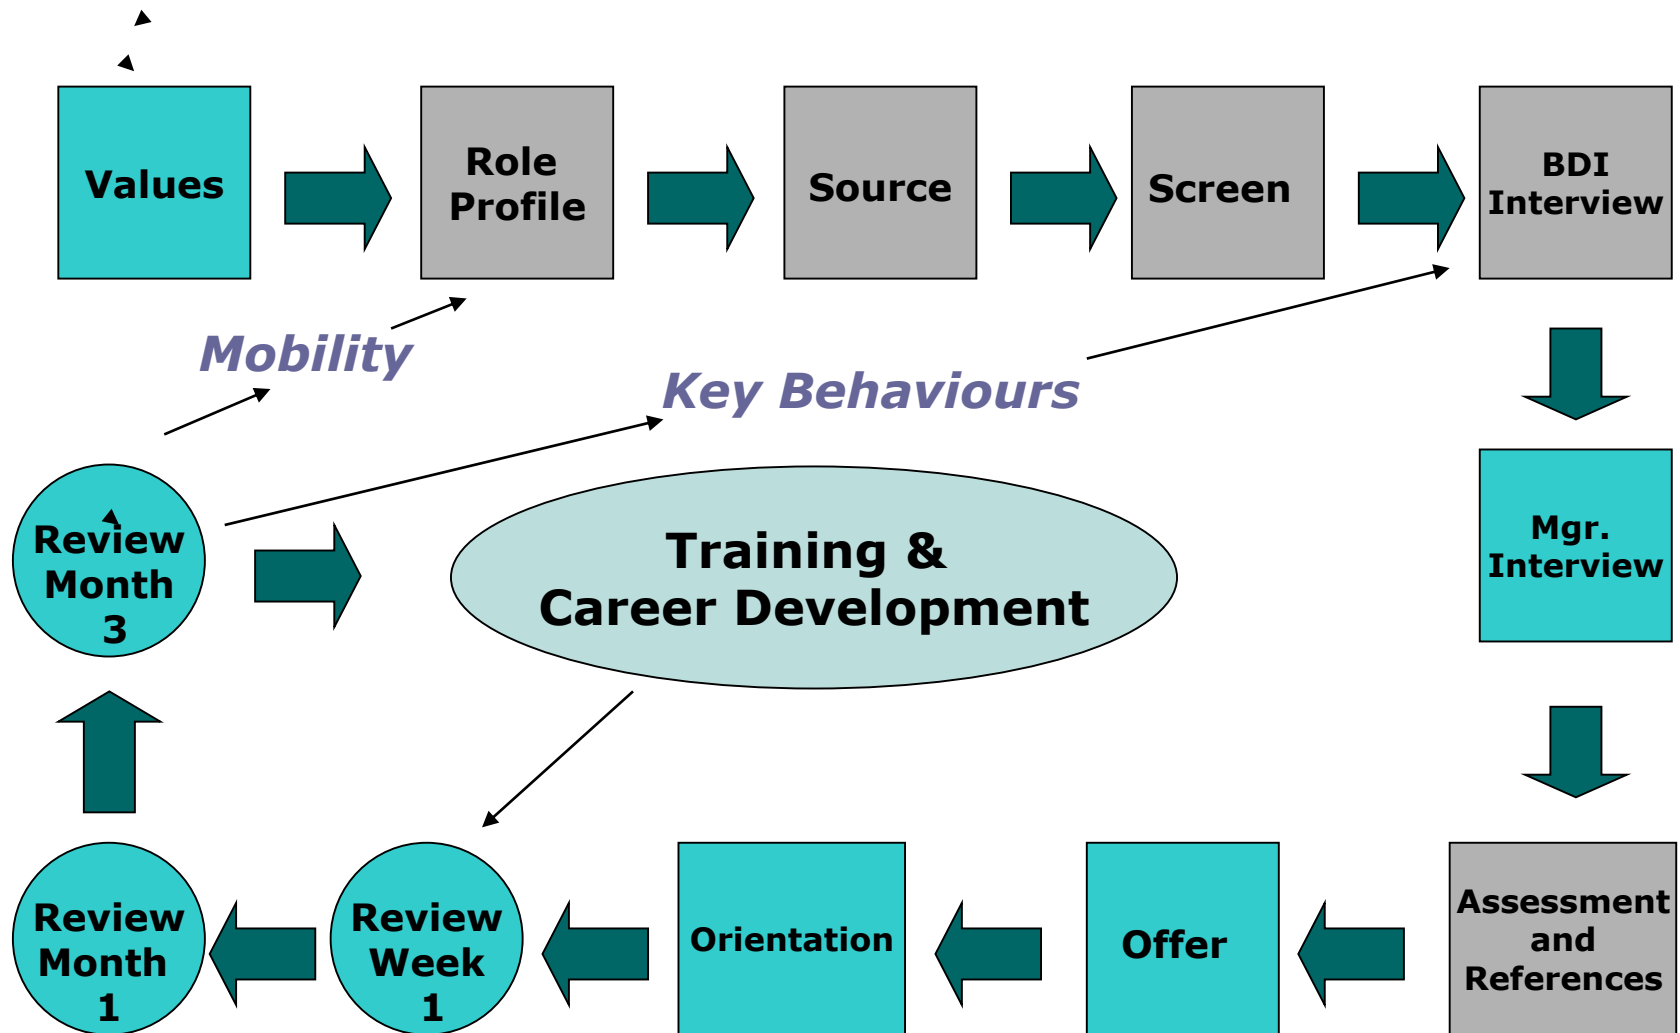 Values
Role
Profile
Source
Screen
BDI
Interview
Mobility
Key Behaviours
Review
Month
3
Training &
Career Development
Mgr.
Interview
Review
Month
1
Review
Week
1
Orientation
Offer
Assessment
and
References